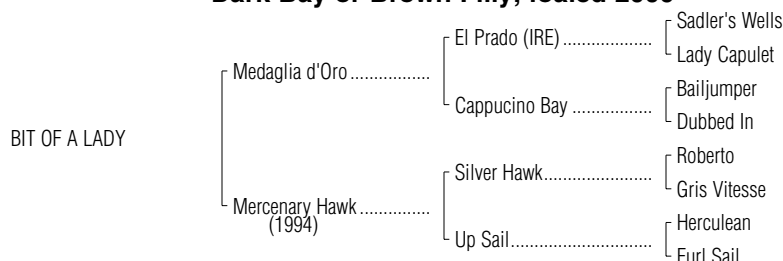 Sadler's Wells
El Prado (IRE) ....................
Lady Capulet
Medaglia d'Oro ..................
Bailjumper
Cappucino Bay ..................
Dubbed In
BIT OF A LADY
Roberto
Silver Hawk........................
Gris Vitesse
Mercenary Hawk ................
(1994)
Herculean
Up Sail................................
Furl Sail